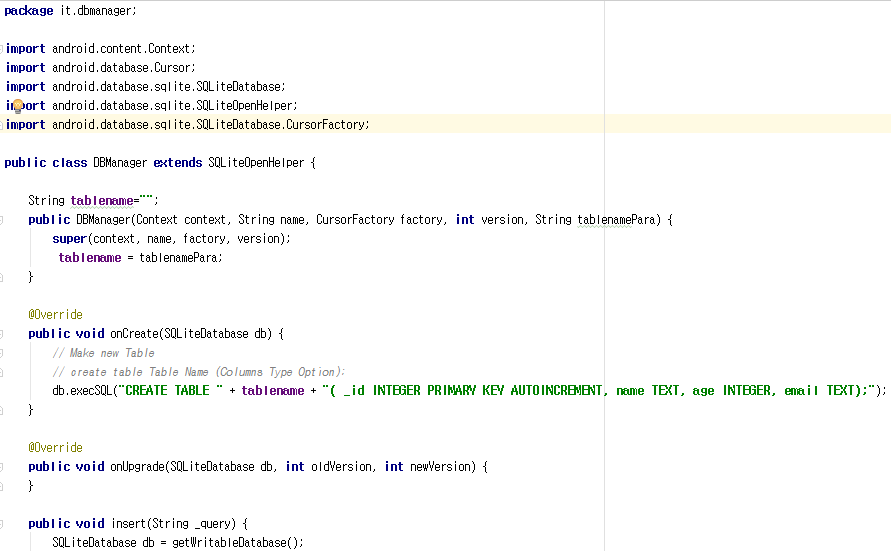 package it.dbmanager;
import android.content.Context;
import android.database.Cursor;
import android.database.sqlite.SQLiteDatabase;
import android.database.sqlite.SQLiteOpenHelper;
import android.database.sqlite.SQLiteDatabase.CursorFactory;
public class DBManager extends SQLiteOpenHelper {
String tablename="";
public DBManager(Context context, String name, CursorFactory factory, int version, String tablenamePara) {
super(context, name, factory, version);
tablename = tablenamePara;
}
@Override
public void onCreate(SQLiteDatabase db) {
// Make new Table
// create table Table Name (Columns Type Option);
db.execSQL("CREATE TABLE " + tablename + "( _id INTEGER PRIMARY KEY AUTOINCREMENT, name TEXT, age INTEGER, email TEXT);");
}
@Override
public void onUpgrade(SQLiteDatabase db, int oldVersion, int newVersion) {
}
public void insert(String _query) {
SQLiteDatabase db = getWritableDatabase();